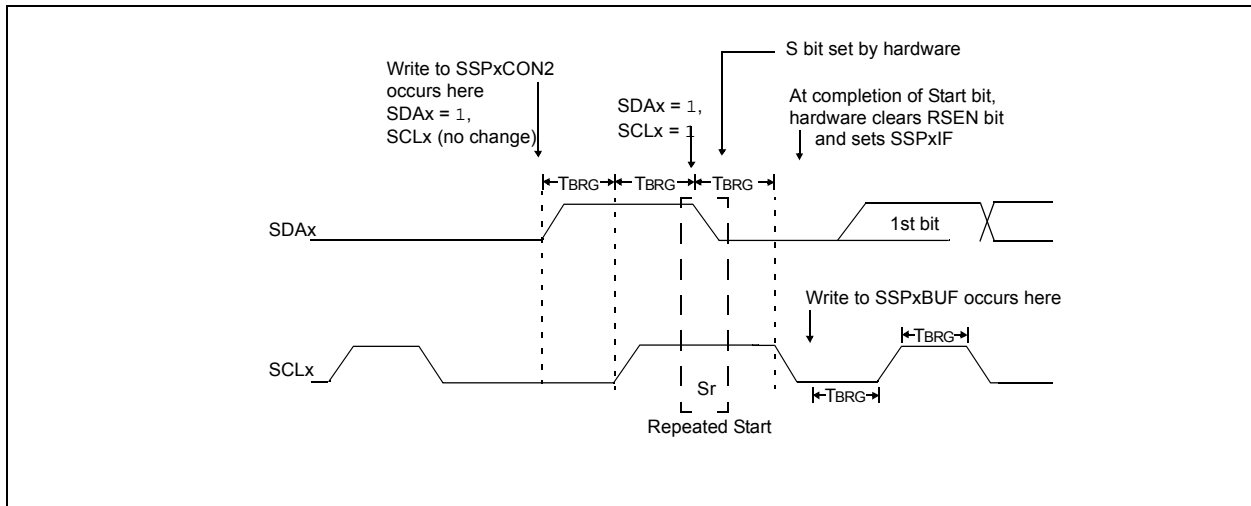 S bit set by hardware
Write to SSPxCON2
occurs here
SDAx = 1,
SCLx (no change)
SDAx = 1,
SCLx = 1
At completion of Start bit,
hardware clears RSEN bit
and sets SSPxIF
TBRG
TBRG
TBRG
SDAx
1st bit
Write to SSPxBUF occurs here
TBRG
SCLx
Sr
TBRG
Repeated Start